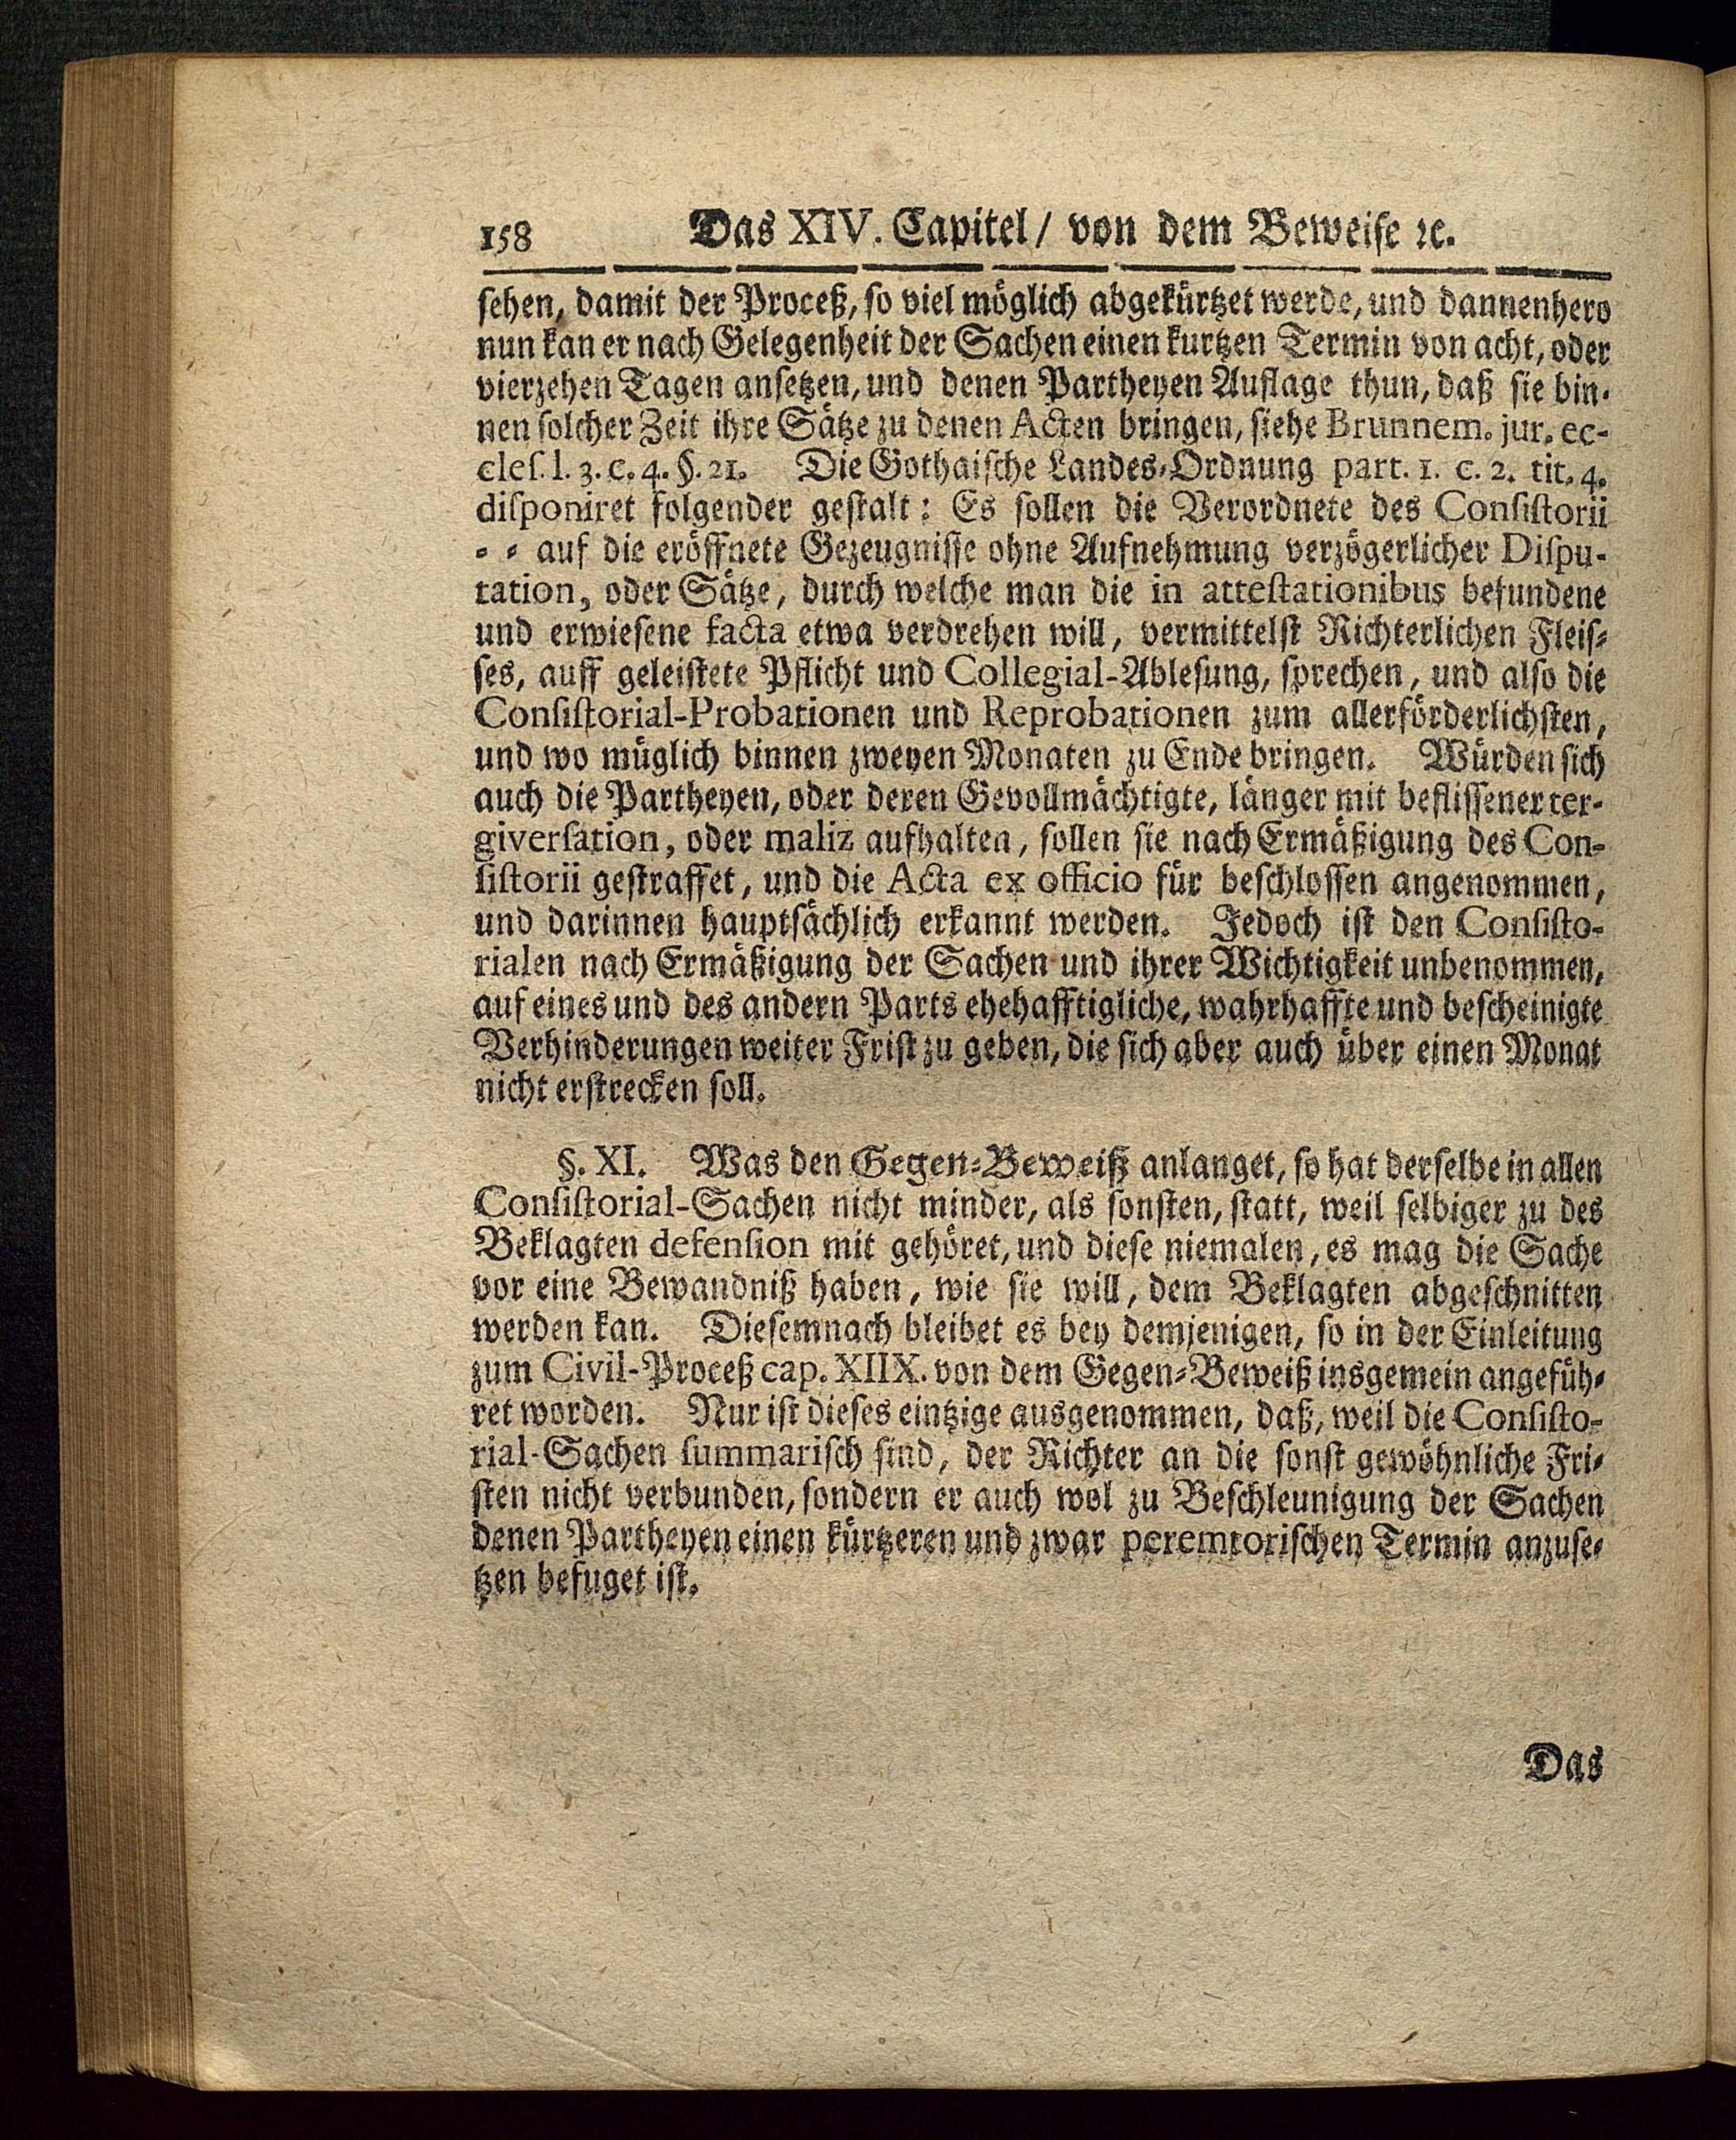 158 Das XIV. Capitel/ von dem Beweise ꝛc.
sehen, damit der Proceß, so viel möglich abgekürtzet werde, und dannenhero
nun kan er nach Gelegenheit der Sachen einen kurtzen Termin von acht, oder
vierzehen Tagen ansetzen, und denen Partheyen Auflage thun, daß sie bin-
nen solcher Zeit ihre Sätze zu denen Acten bringen, siehe Brunnem. jur. ec-
cles. l. 3. c. 4. §. 21. Die Gothaische Landes-Ordnung part. 1. c. 2. tit. 4.
disponiret folgender gestalt: Es sollen die Verordnete des Consistorii
- - auf die eröffnete Gezeugnisse ohne Aufnehmung verzögerlicher Dispu-
tation, oder Sätze, durch welche man die in attestationibus befundene
und erwiesene facta etwa verdrehen will, vermittelst Richterlichen Fleis-
ses, auff geleistete Pflicht und Collegial-Ablesung, sprechen, und also die
Consistorial-Probationen und Reprobationen zum allerförderlichsten,
und wo müglich binnen zweyen Monaten zu Ende bringen. Würden sich
auch die Partheyen, oder deren Gevollmächtigte, länger mit beflissener ter-
giversation, oder maliz aufhalten, sollen sie nach Ermäßigung des Con-
sistorii gestraffet, und die Acta ex officio für beschlossen angenommen,
und darinnen hauptsächlich erkannt werden. Jedoch ist den Consisto-
rialen nach Ermäßigung der Sachen und ihrer Wichtigkeit unbenommen,
auf eines und des andern Parts ehehafftigliche, wahrhaffte und bescheinigte
Verhinderungen weiter Frist zu geben, die sich aber auch über einen Monat
nicht erstrecken soll.
§. XI. Was den Gegen-Beweiß anlanget, so hat derselbe in allen
Consistorial-Sachen nicht minder, als sonsten, statt, weil selbiger zu des
Beklagten defension mit gehöret, und diese niemalen, es mag die Sache
vor eine Bewandniß haben, wie sie will, dem Beklagten abgeschnitten
werden kan. Diesemnach bleibet es bey demjenigen, so in der Einleitung
zum Civil-Proceß cap. XIIX. von dem Gegen-Beweiß insgemein angefüh-
ret worden. Nur ist dieses eintzige ausgenommen, daß, weil die Consisto-
rial-Sachen summarisch sind, der Richter an die sonst gewöhnliche Fri-
sten nicht verbunden, sondern er auch wol zu Beschleunigung der Sachen
denen Partheyen einen kürtzeren und zwar peremtorischen Termin anzuse-
tzen befuget ist.
Das